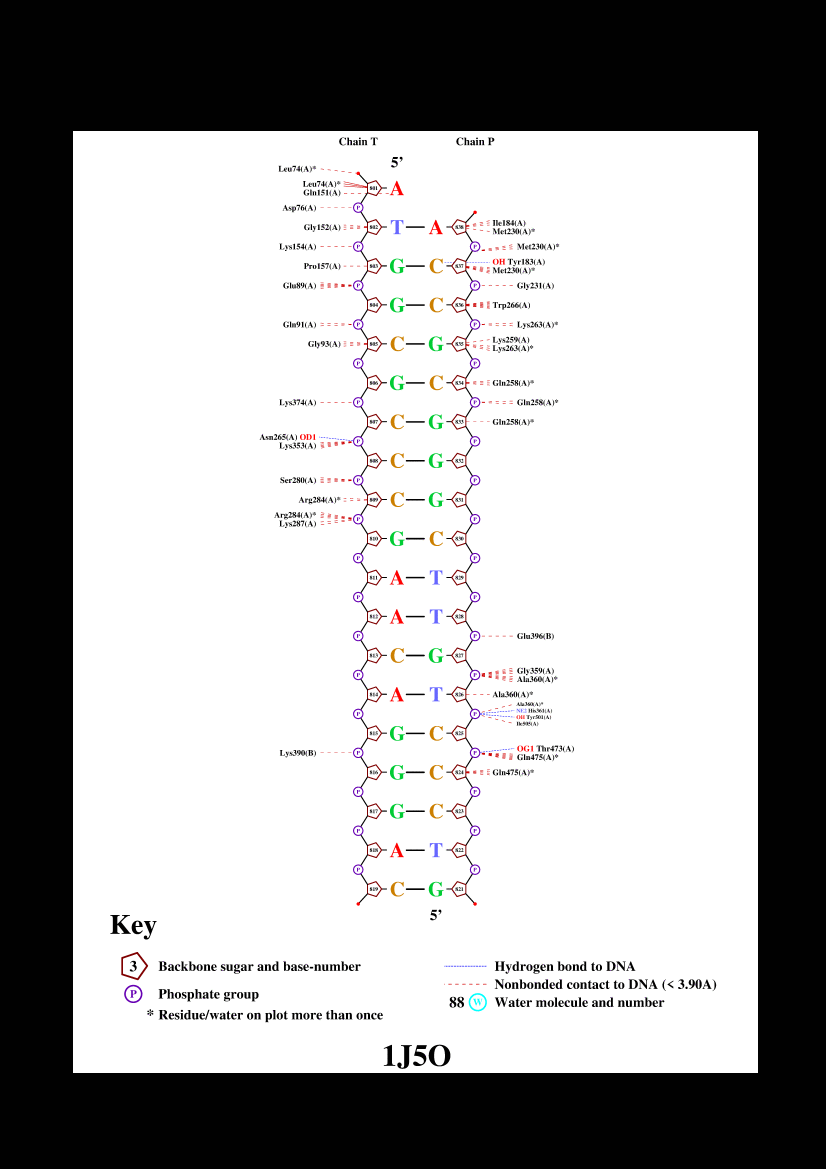 Chain T Chain P
5’
Leu74(A)*
Leu74(A)* 801 A
Gln151(A)
Asp76(A) P
Gly152(A) 802 T A 838 Ile184(A)
Met230(A)*
Lys154(A) P P Met230(A)*
Pro157(A) 803 G C 837 OH Tyr183(A)
Met230(A)*
Glu89(A) P P Gly231(A)
804 G C 836 Trp266(A)
Gln91(A) P P Lys263(A)*
Gly93(A) 805 C G 835 Lys259(A)
Lys263(A)*
P P
806 G C 834 Gln258(A)*
Lys374(A) P P Gln258(A)*
807 C G 833 Gln258(A)*
Asn265(A) OD1 P P
Lys353(A)
808 C G 832
Ser280(A) P P
Arg284(A)* 809 C G 831
Arg284(A)* P P
Lys287(A)
810 G C 830
P P
811 A T 829
P P
812 A T 828
P P Glu396(B)
813 C G 827
P P Gly359(A)
Ala360(A)*
814 A T 826 Ala360(A)*
P P Ala360(A)*
NE2 His361(A)
OH Tyr501(A)
Ile505(A)
815 G C 825
Lys390(B) P P OG1 Thr473(A)
Gln475(A)*
816 G C 824 Gln475(A)*
P P
817 G C 823
P P
818 A T 822
P P
819 C G 821
5’
Key
3 Backbone sugar and base-number
P Phosphate group
* Residue/water on plot more than once
Hydrogen bond to DNA
Nonbonded contact to DNA (< 3.90A)
88 W Water molecule and number
1J5O